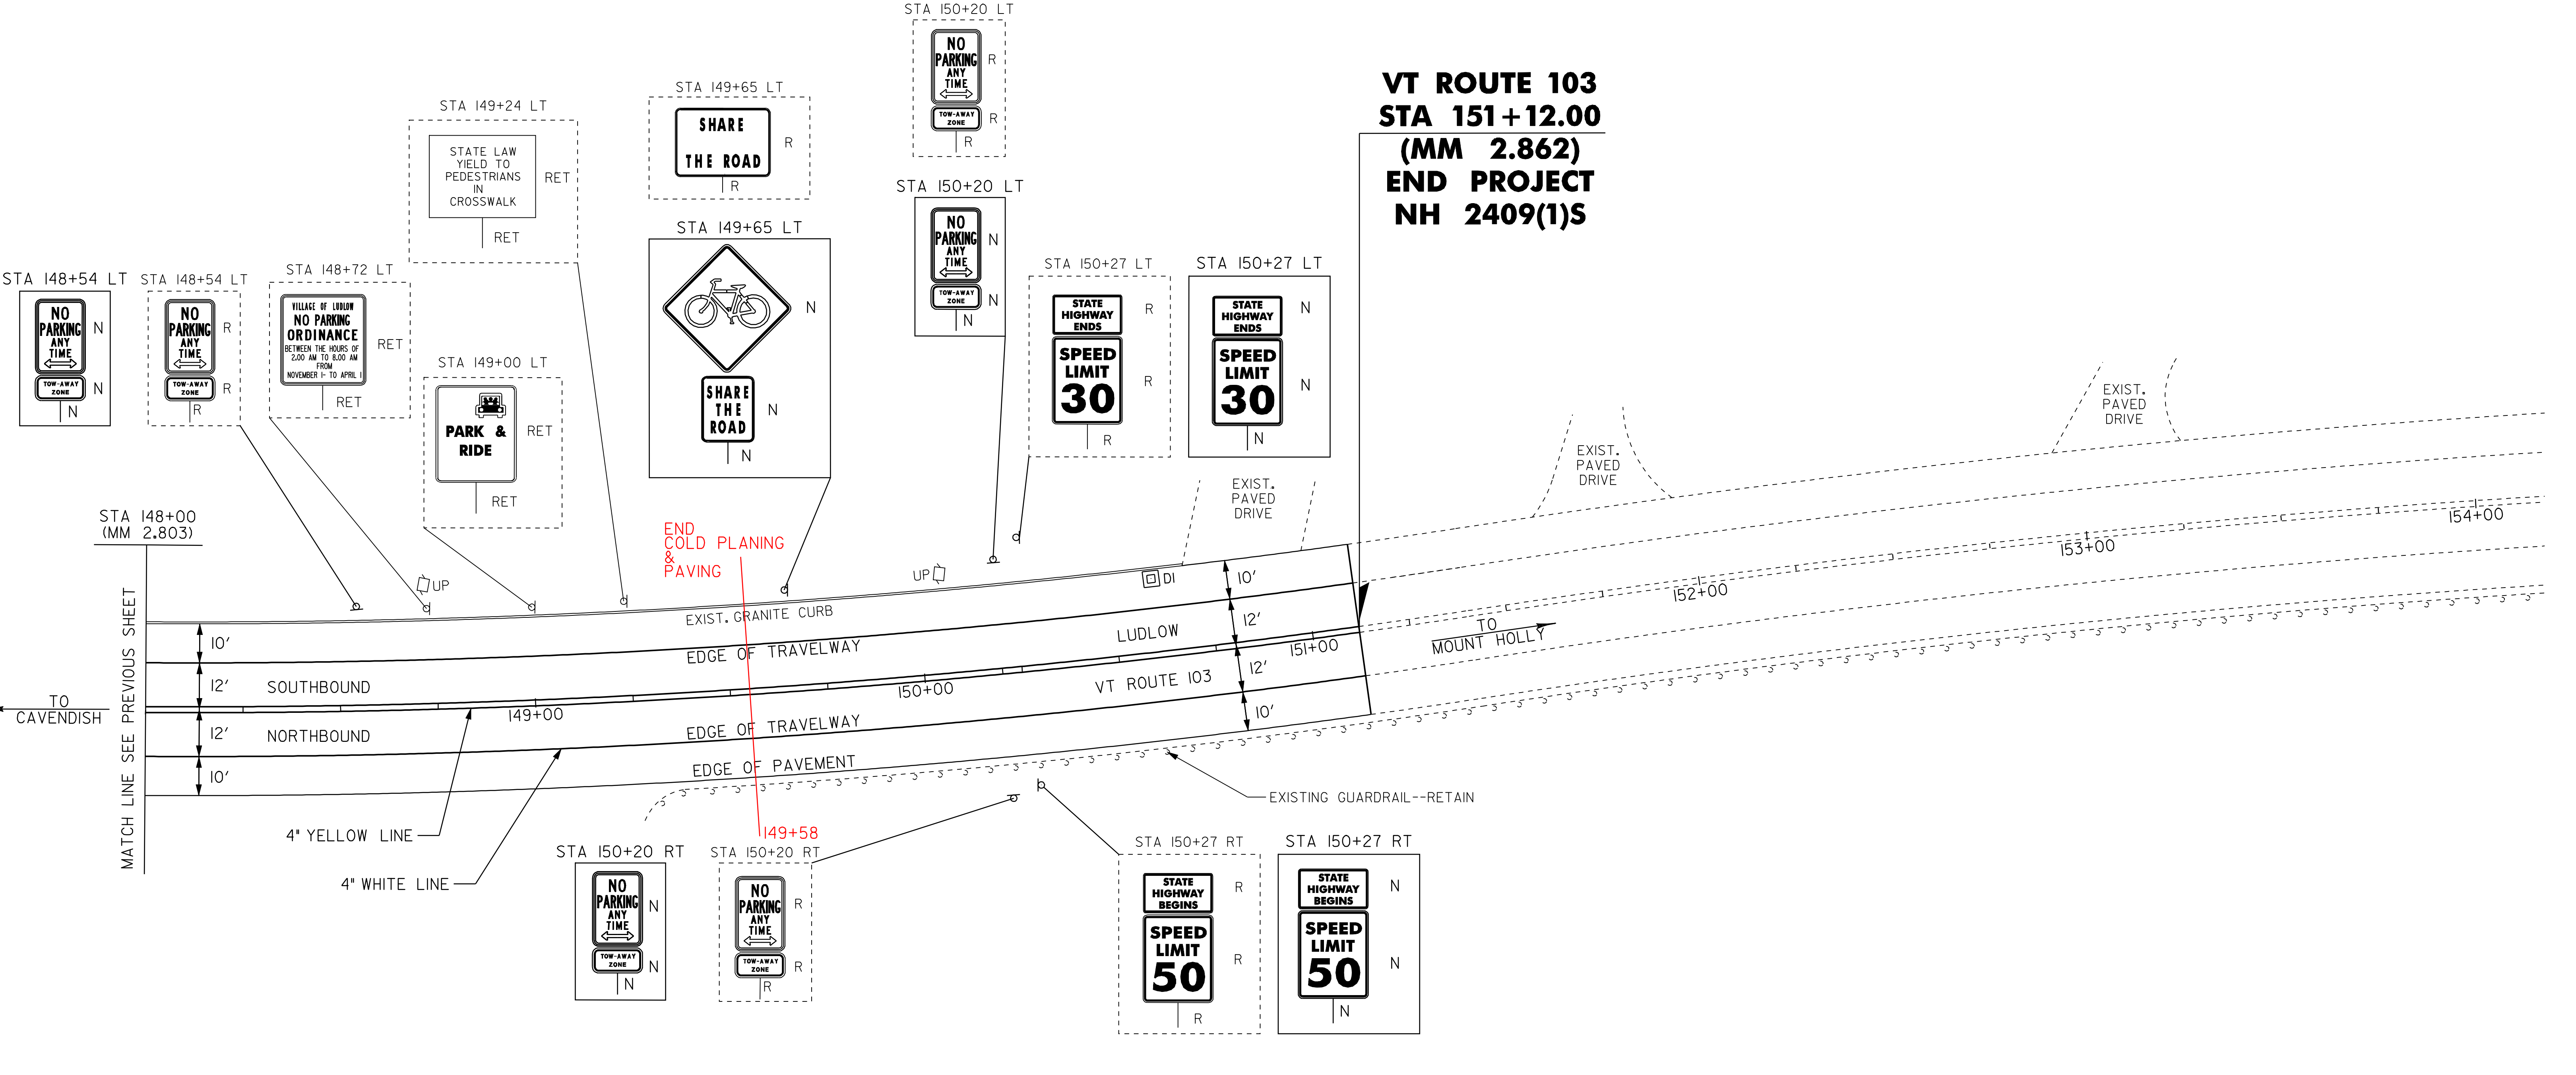 STA 150+20 LT
NO
PARKING
ANY
TIME
R
TOW-AWAY
ZONE
R
R
STA 149+65 LT
SHARE
THE ROAD
R
R
STA 149+24 LT
STATE LAW
YIELD TO
PEDESTRIANS
IN
CROSSWALK
RET
RET
VT ROUTE 103
STA 151+12.00
(MM 2.862)
END PROJECT
NH 2409(1)S
STA 150+20 LT
NO
PARKING
ANY
TIME
N
TOW-AWAY
ZONE
N
N
STA 149+65 LT
N
SHARE
THE
ROAD
N
N
STA 148+54 LT
NO
PARKING
ANY
TIME
N
TOW-AWAY
ZONE
N
N
STA 148+54 LT
NO
PARKING
ANY
TIME
R
TOW-AWAY
ZONE
R
R
STA 148+72 LT
VILLAGE OF LUDLOW
NO PARKING
ORDINANCE
BETWEEN THE HOURS OF
2.00 AM TO 8.00 AM
FROM
NOVEMBER 1- TO APRIL 1
RET
RET
STA 149+00 LT
PARK &
RIDE
RET
RET
STA 150+27 LT
STATE
HIGHWAY
ENDS
R
SPEED
LIMIT
30
R
R
STA 150+27 LT
STATE
HIGHWAY
ENDS
N
SPEED
LIMIT
30
N
N
EXIST.
PAVED
DRIVE
EXIST.
PAVED
DRIVE
EXIST.
PAVED
DRIVE
STA 148+00
(MM 2.803)
END
COLD PLANING
&
PAVING
UP
UP
DI
EXIST. GRANITE CURB
10'
12'
12'
10'
10'
12'
12'
10'
EDGE OF TRAVELWAY
LUDLOW
SOUTHBOUND
149+00
150+00
151+00
152+00
153+00
154+00
VT ROUTE 103
NORTHBOUND
EDGE OF TRAVELWAY
EDGE OF PAVEMENT
TO
CAVENDISH
TO
MOUNT HOLLY
MATCH LINE SEE PREVIOUS SHEET
4" YELLOW LINE
4" WHITE LINE
149+58
EXISTING GUARDRAIL--RETAIN
STA 150+20 RT
NO
PARKING
ANY
TIME
N
TOW-AWAY
ZONE
N
N
STA 150+20 RT
NO
PARKING
ANY
TIME
R
TOW-AWAY
ZONE
R
R
STA 150+27 RT
STATE
HIGHWAY
BEGINS
R
SPEED
LIMIT
50
R
R
STA 150+27 RT
STATE
HIGHWAY
BEGINS
N
SPEED
LIMIT
50
N
N